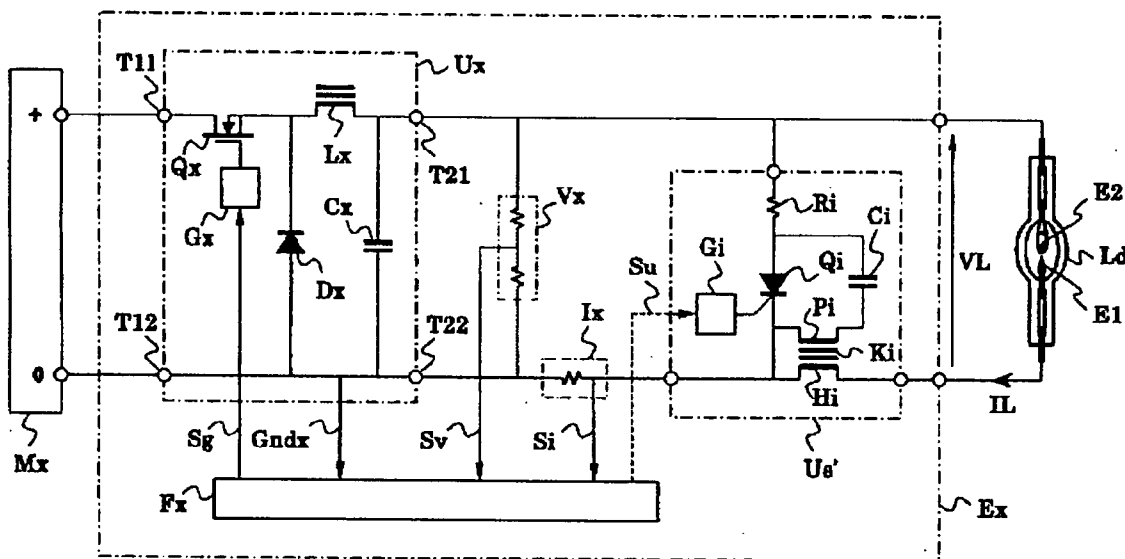 T11
Ux
+
Lx
Qx
T21
Vx
Ri
E2
Gx
Cx
Ci
Gi
Qi
VL
Ld
Su
Dx
Pi
E1
T12
T22
Ix
Ki
0
Hi
IL
Sg
Gndx
Sv
Si
Mx
Us'
Fx
Ex